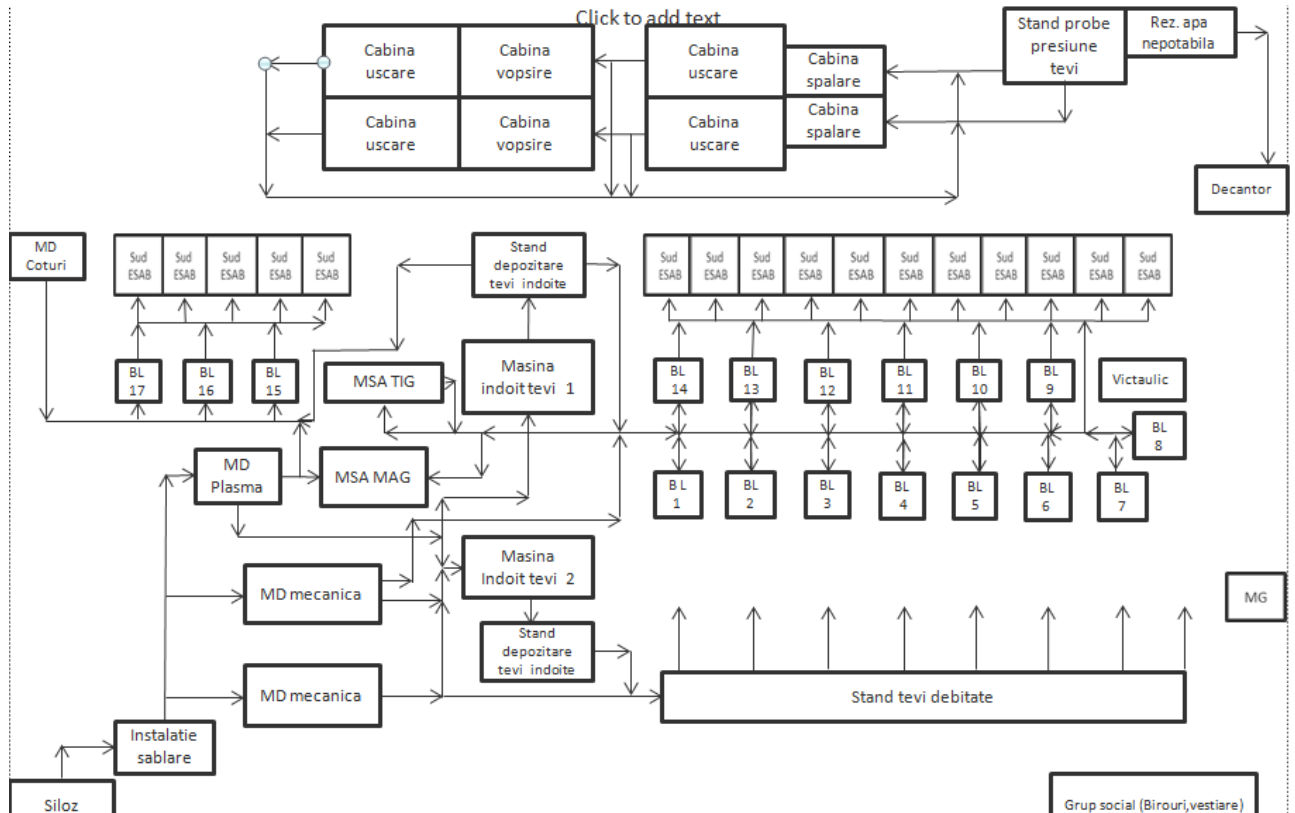 Click to add text
Cabina
uscare
Cabina
vopsire
Cabina
uscare
Cabina
spalare
Stand probe
presiune
tevi
Rez. apa
nepotabila
Cabina
uscare
Cabina
vopsire
Cabina
uscare
Cabina
spalare
Decantor
MD
Coturi
Sud
ESAB
Sud
ESAB
Sud
ESAB
Sud
ESAB
Sud
ESAB
Stand
depozitare
tevi indoite
Sud
ESAB
Sud
ESAB
Sud
ESAB
Sud
ESAB
Sud
ESAB
Sud
ESAB
Sud
ESAB
Sud
ESAB
Sud
ESAB
Sud
ESAB
BL
17
BL
16
BL
15
MSA TIG
Masina
indoit tevi 1
BL
14
BL
13
BL
12
BL
11
BL
10
BL
9
Victaulic
BL
8
MD
Plasma
MSA MAG
B L
1
BL
2
BL
3
BL
4
BL
5
BL
6
BL
7
Masina
Indoit tevi 2
MD mecanica
MG
Stand
depozitare
tevi indoite
MD mecanica
Stand tevi debitate
Instalatie
sablare
Siloz
Grup social (Birouri,vestiare)